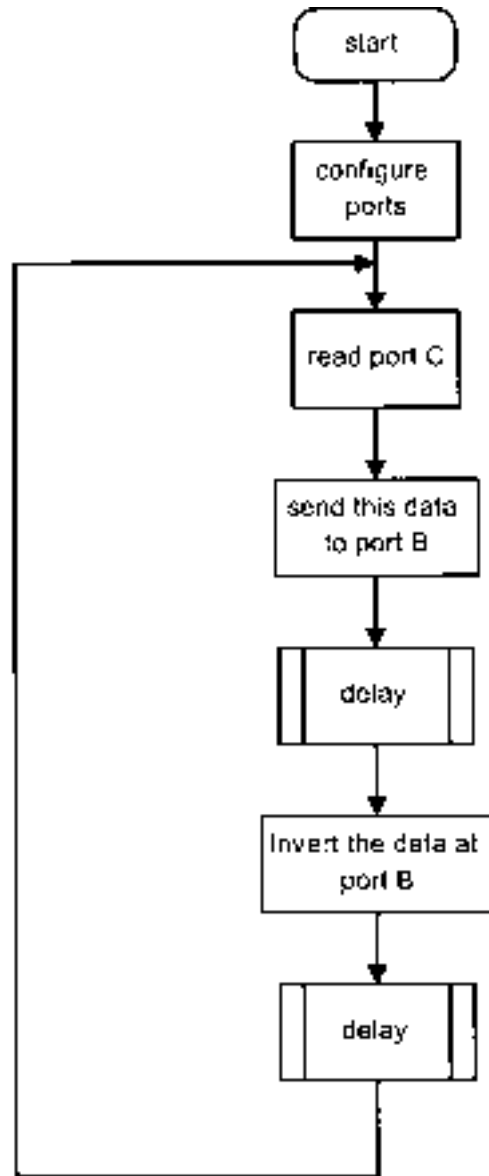 start
configure
ports
read port C
send this data
to port B
delay
Invert the data at
port B
delay